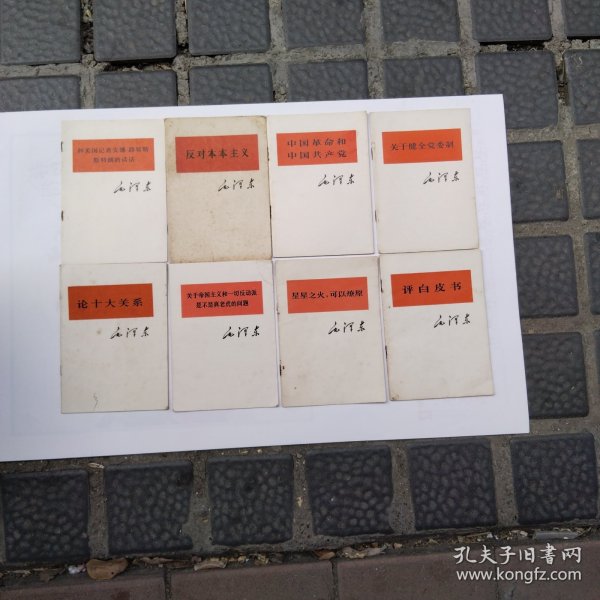 和美国记者安娜·路易斯·
斯特朗的谈话
毛泽东
反对本本主义
毛泽东
中国革命和
中国共产党
毛泽东
关于健全党委制
毛泽东
论十大关系
毛泽东
关于帝国主义和一切反动派
是不是真老虎的问题
毛泽东
星星之火，可以燎原
毛泽东
评白皮书
毛泽东
孔夫子旧书网
www.kongfz.com